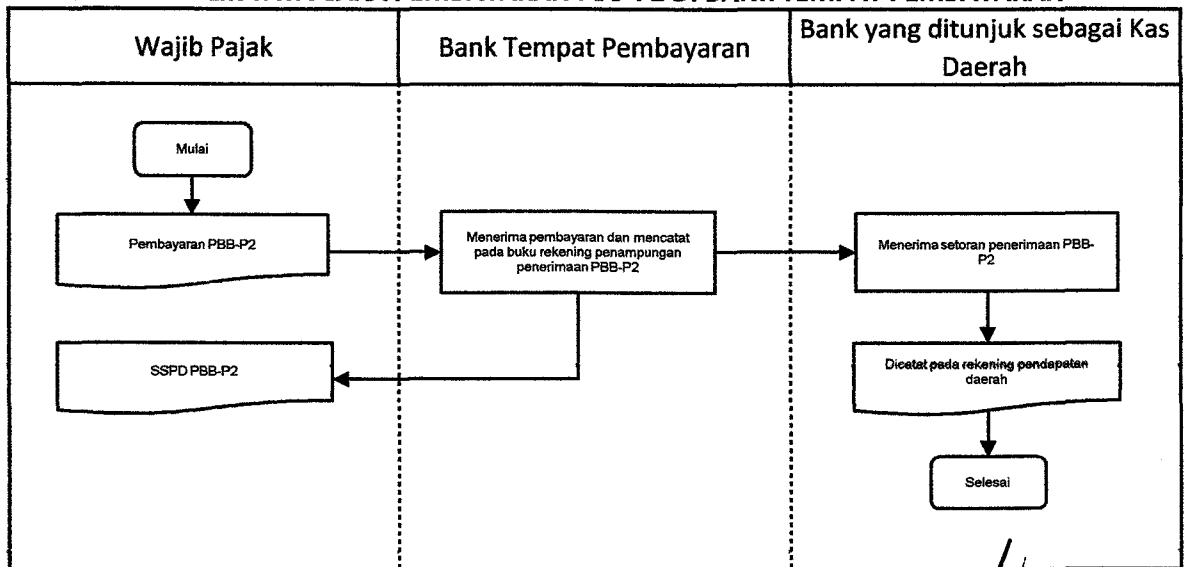 Wajib Pajak
Bank Tempat Pembayaran
Bank yang ditunjuk sebagai Kas
Daerah
Mulai
Pembayaran PBB-P2
Menerima pembayaran dan mencatat
pada buku rekening penampungan
penerimaan PBB-P2
Menerima setoran penerimaan PBB-
P2
SSPD PBB-P2
Dicatat pada rekening pendapatan
daerah
Selesai